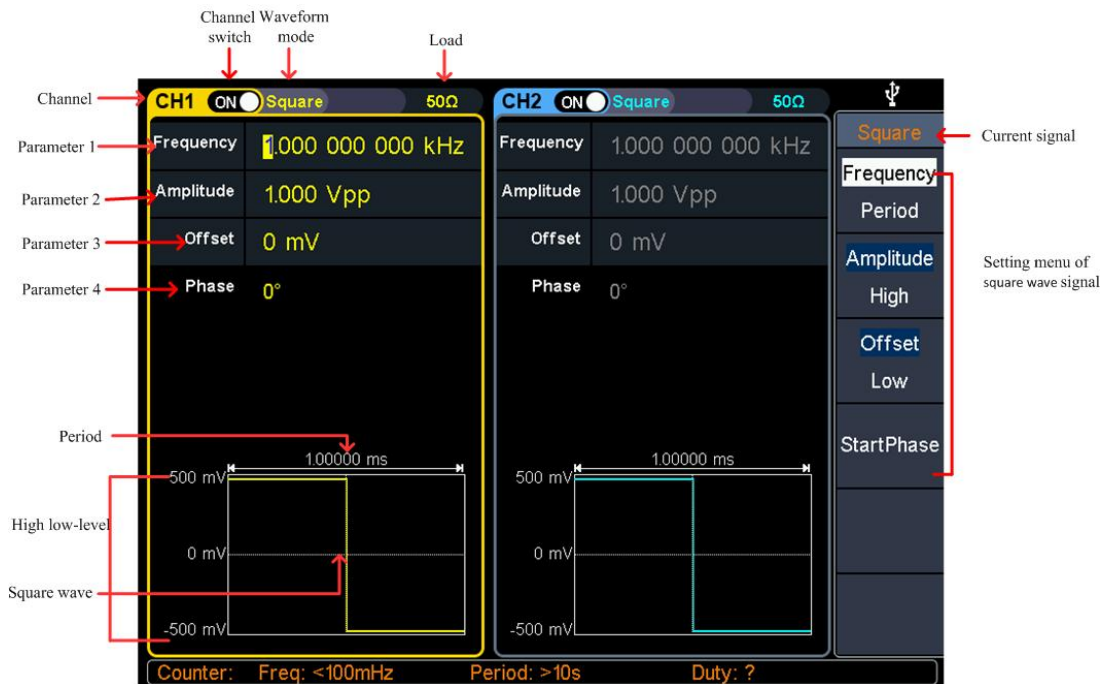 Channel Waveform
switch mode
Load
Channel
CH1 ON Square 50Ω
CH2 ON Square 50Ω
Parameter 1
Frequency 1.000 000 000 kHz
Frequency 1.000 000 000 kHz
Square
Current signal
Parameter 2
Amplitude 1.000 Vpp
Amplitude 1.000 Vpp
Frequency
Period
Parameter 3
Offset 0 mV
Offset 0 mV
Amplitude
High
Setting menu of
square wave signal
Parameter 4
Phase 0°
Phase 0°
Offset
Low
StartPhase
Period
1.00000 ms
1.00000 ms
500 mV
500 mV
High low-level
0 mV
0 mV
Square wave
-500 mV
-500 mV
Counter: Freq: <100mHz Period: >10s Duty: ?